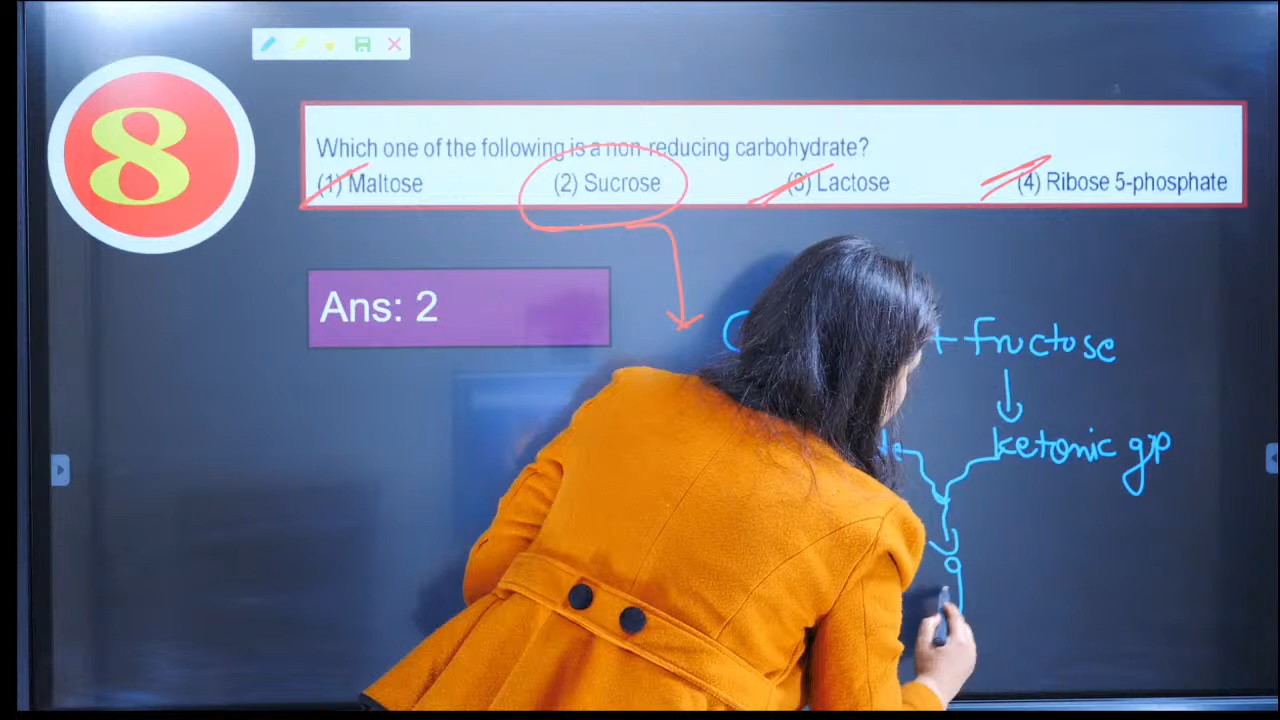 8
Which one of the following is a non-reducing carbohydrate?
(1) Maltose (2) Sucrose (3) Lactose (4) Ribose 5-phosphate
Ans: 2
+ fructose
ketonic gp